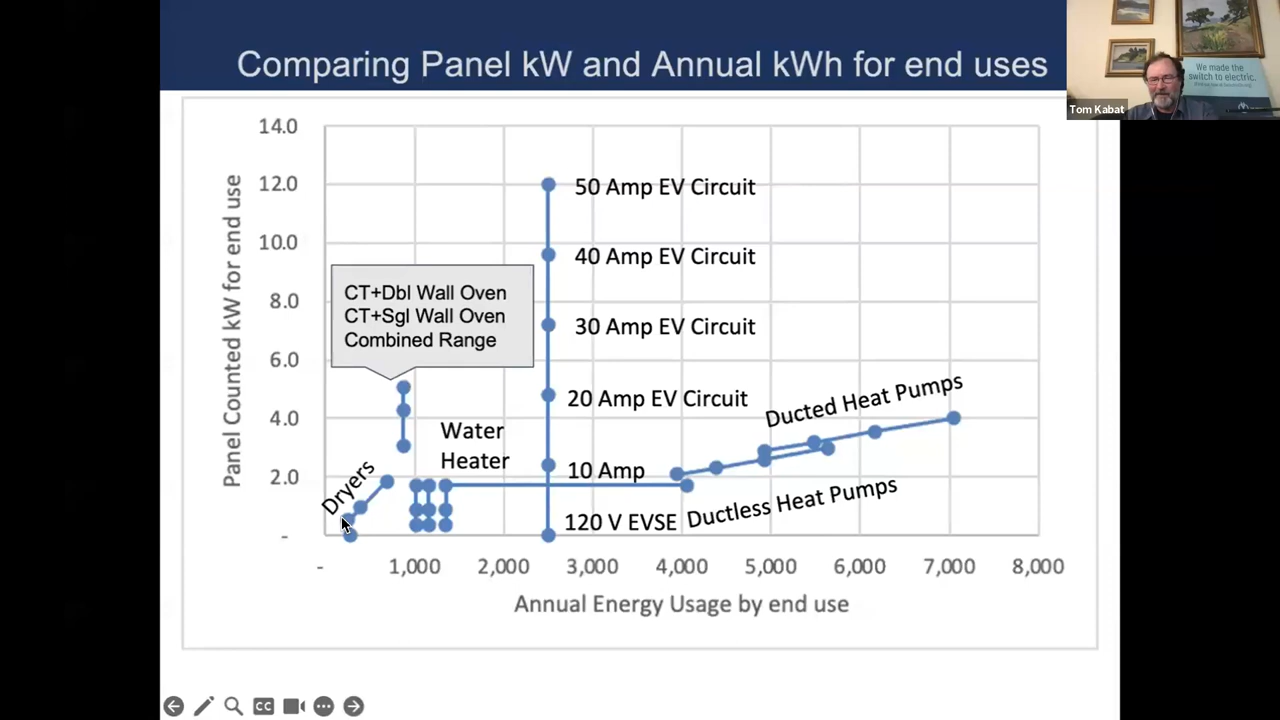 Comparing Panel kW and Annual kWh for end uses
We made the
switch to electric.
Tom Kabat
Panel Counted kW for end use
14.0
12.0
10.0
8.0
6.0
4.0
2.0
-
50 Amp EV Circuit
40 Amp EV Circuit
30 Amp EV Circuit
20 Amp EV Circuit
10 Amp
120 V EVSE
CT+Dbl Wall Oven
CT+Sgl Wall Oven
Combined Range
Water
Heater
Dryers
Ducted Heat Pumps
Ductless Heat Pumps
-
1,000
2,000
3,000
4,000
5,000
6,000
7,000
8,000
Annual Energy Usage by end use
CC